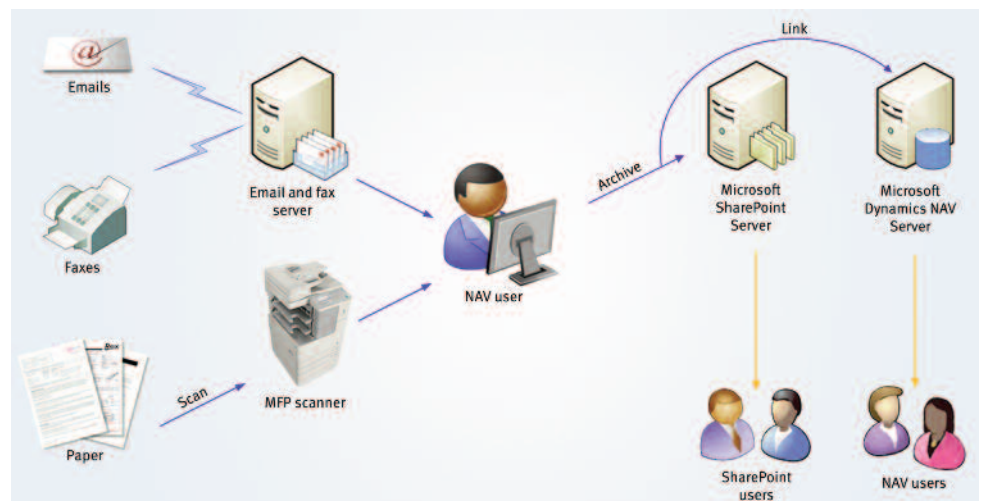 Emails
Faxes
Paper
Scan
Email and fax
server
MFP scanner
NAV user
Archive
Link
Microsoft
SharePoint
Server
Microsoft
Dynamics NAV
Server
SharePoint
users
NAV users